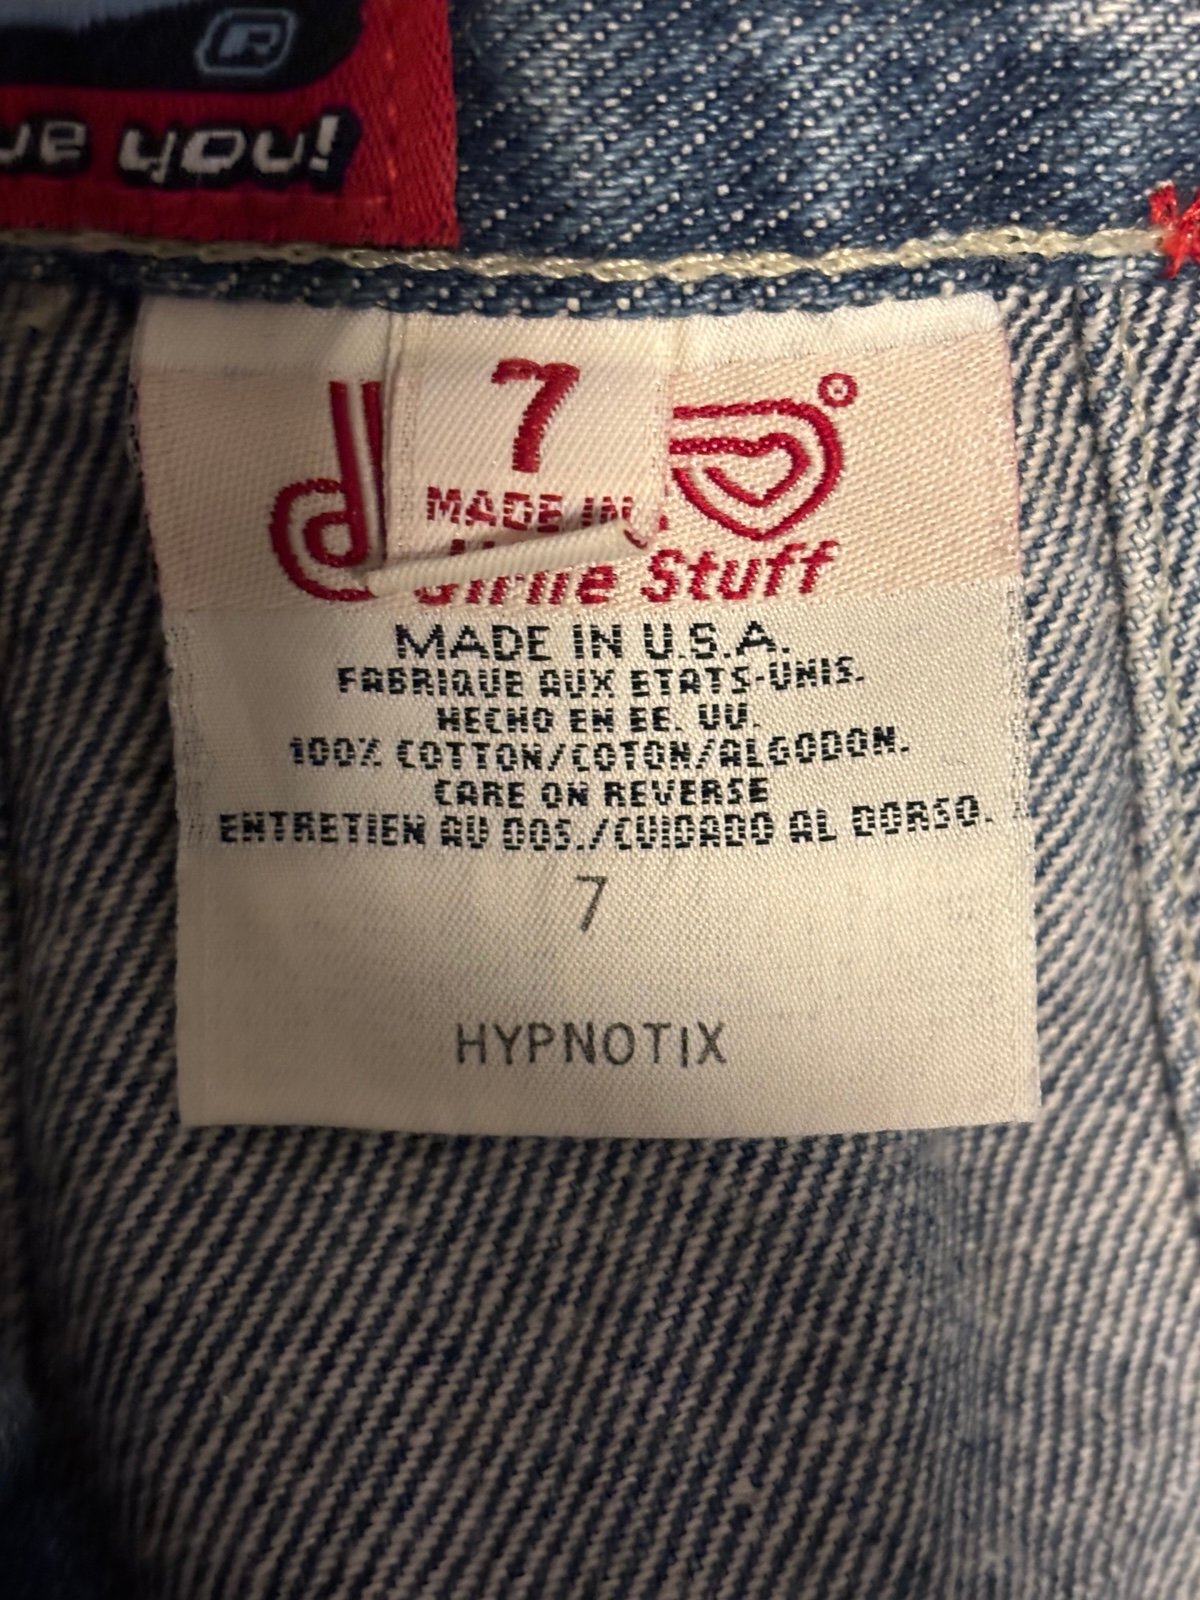 you!
7
MADE IN
Girlie Stuff
MADE IN U.S.A.
FABRIQUE AUX ETATS-UNIS.
HECHO EN EE. UU.
100% COTTON/COTON/ALGODON.
CARE ON REVERSE
ENTRETIEN AU DOS./CUIDADO AL DORSO.
7
HYPNOTIX